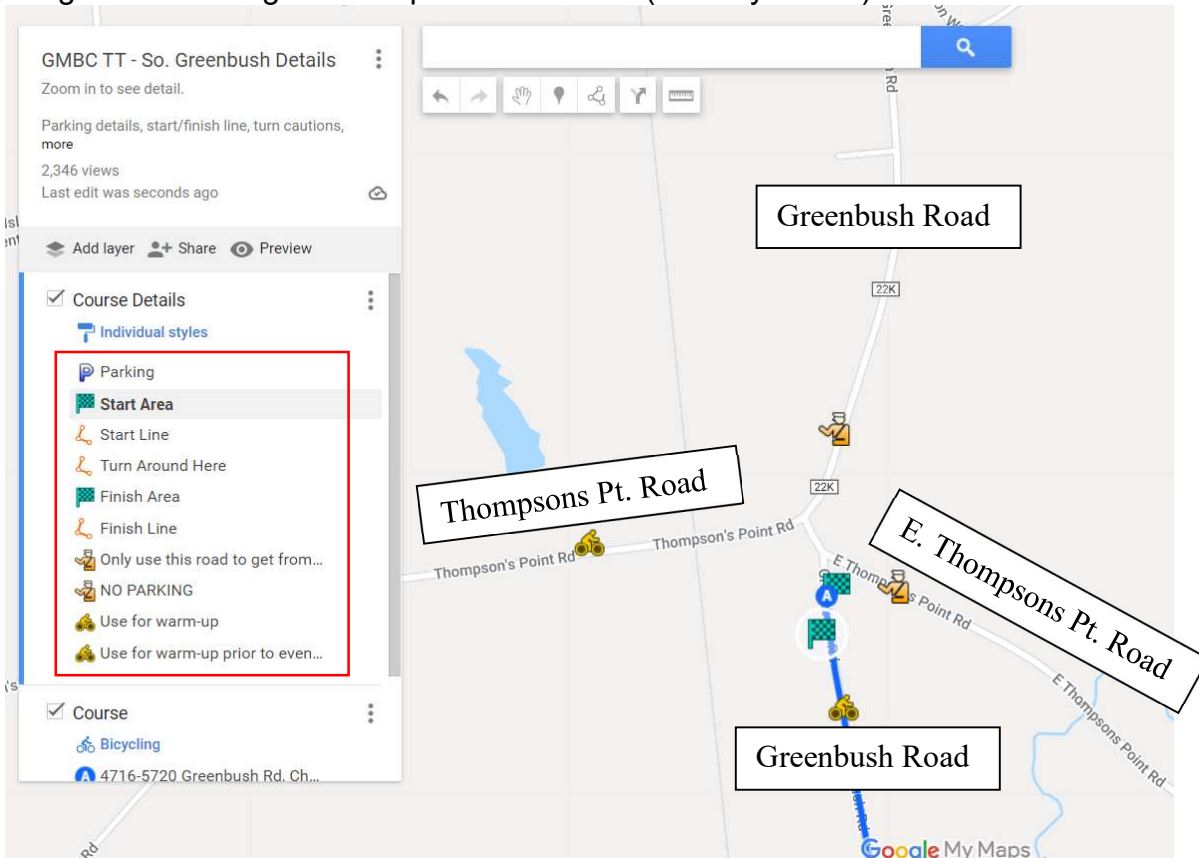 GMBC TT - So. Greenbush Details
Zoom in to see detail.
Parking details, start/finish line, turn cautions,
more
2,346 views
Last edit was seconds ago
Add layer Share Preview
Course Details
Individual styles
Parking
Start Area
Start Line
Turn Around Here
Finish Area
Finish Line
Only use this road to get from...
NO PARKING
Use for warm-up
Use for warm-up prior to even...
Course
Bicycling
A 4716-5720 Greenbush Rd, Ch...
Rd
Greenbush Road
22K
22K
Thompsons Pt. Road
Thompson's Point Rd
Thompson's Point Rd
E. Thompsons Pt. Road
E Thompsons Point Rd
E Thompsons Point Rd
A
Greenbush Road
Rd
Google My Maps